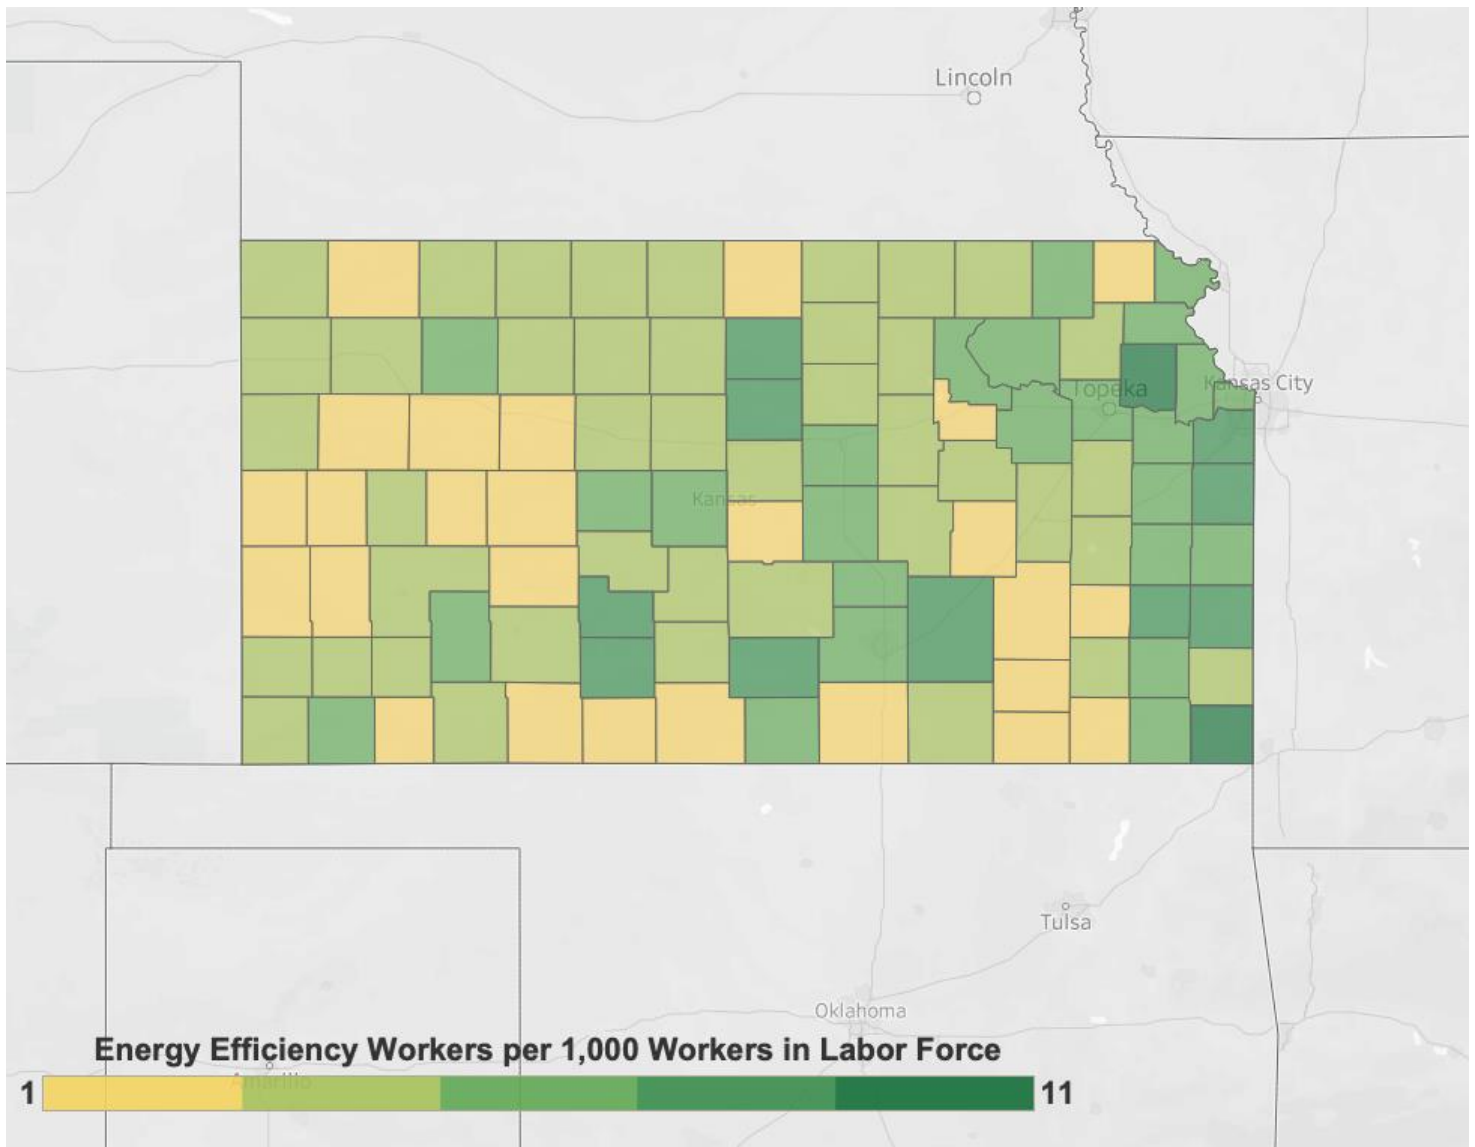 Lincoln
Topeka
Kansas City
Kansas
Tulsa
Oklahoma
Energy Efficiency Workers per 1,000 Workers in Labor Force
Amarillo
1
11